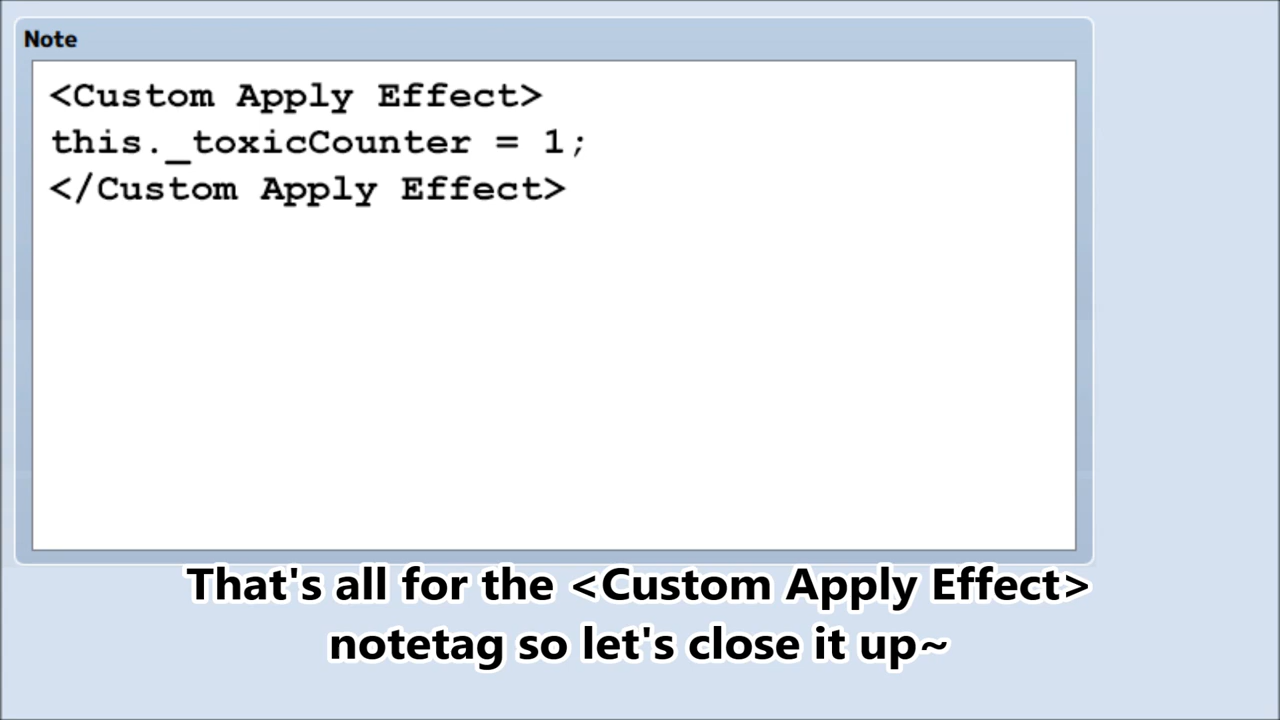 Note
<Custom Apply Effect>
this._toxicCounter = 1;
</Custom Apply Effect>
That's all for the <Custom Apply Effect>
notetag so let's close it up~